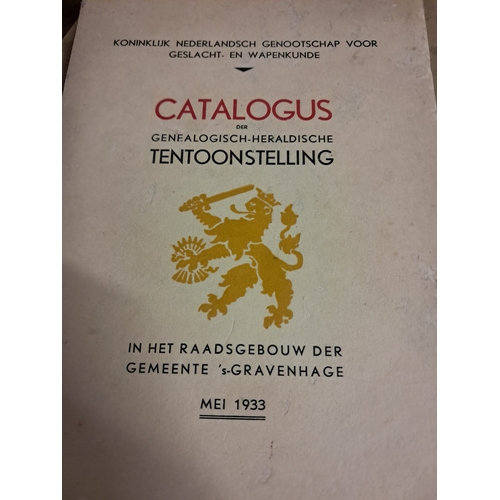 KONINKLIJK NEDERLANDSCH GENOOTSCHAP VOOR
GESLACHT- EN WAPENKUNDE
CATALOGUS
DER
GENEALOGISCH-HERALDISCHE
TENTOONSTELLING
IN HET RAADSGEBOUW DER
GEMEENTE 's-GRAVENHAGE
MEI 1933